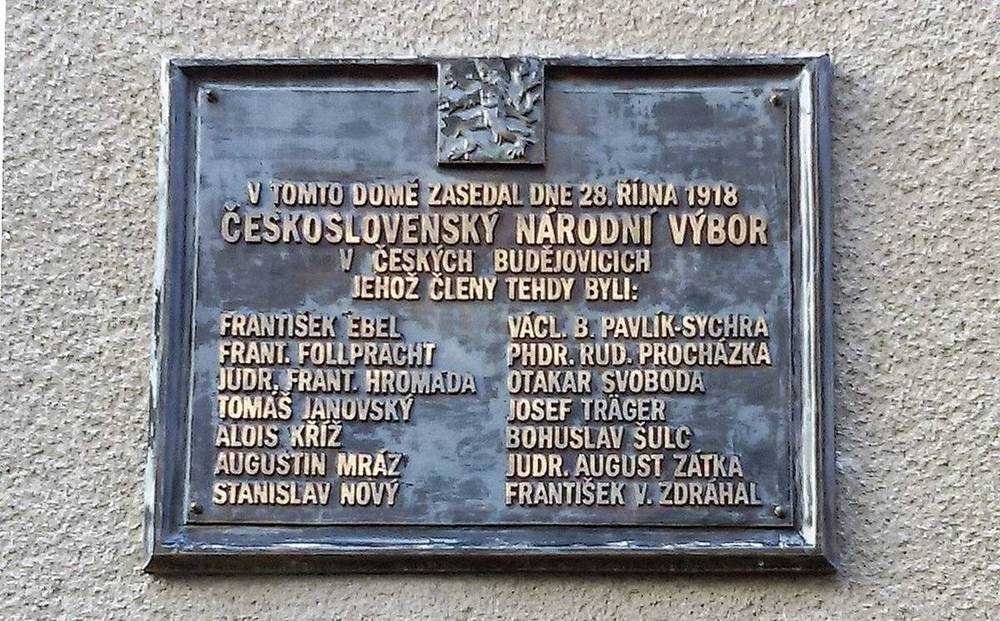 V TOMTO DOMĚ ZASEDAL DNE 28. ŘÍJNA 1918
ČESKOSLOVENSKÝ NÁRODNÍ VÝBOR
V ČESKÝCH BUDĚJOVICÍCH
JEHOŽ ČLENY TEHDY BYLI:
FRANTIŠEK EBEL
FRANT. FOLLPRACHT
JUDR. FRANT. HROMADA
TOMÁŠ JANOVSKÝ
ALOIS KŘÍŽ
AUGUSTIN MRÁZ
STANISLAV NOVÝ
VÁCL. B. PAVLÍK-SYCHRA
PHDR. RUD. PROCHÁZKA
OTAKAR SVOBODA
JOSEF TRÄGER
BOHUSLAV ŠULC
JUDR. AUGUST ZÁTKA
FRANTIŠEK V. ZDRÁHAL